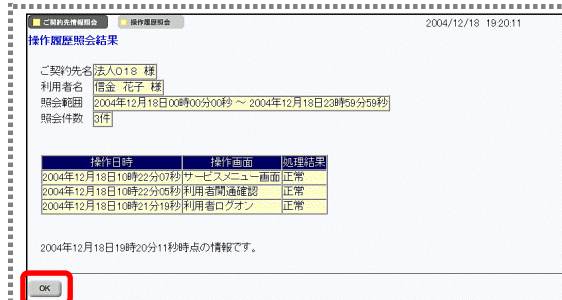 ご契約先情報照会 操作履歴照会 2004/12/18 19:20:11
操作履歴照会結果
ご契約先名 法人018 様
利用者名 信金 花子 様
照会範囲 2004年12月18日00時00分00秒 ～ 2004年12月18日23時59分59秒
照会件数 3件
操作日時 操作画面 処理結果
2004年12月18日10時22分07秒 サービスメニュー画面 正常
2004年12月18日10時22分05秒 利用者開通確認 正常
2004年12月18日10時21分19秒 利用者ログオン 正常
2004年12月18日19時20分11秒時点の情報です。
OK